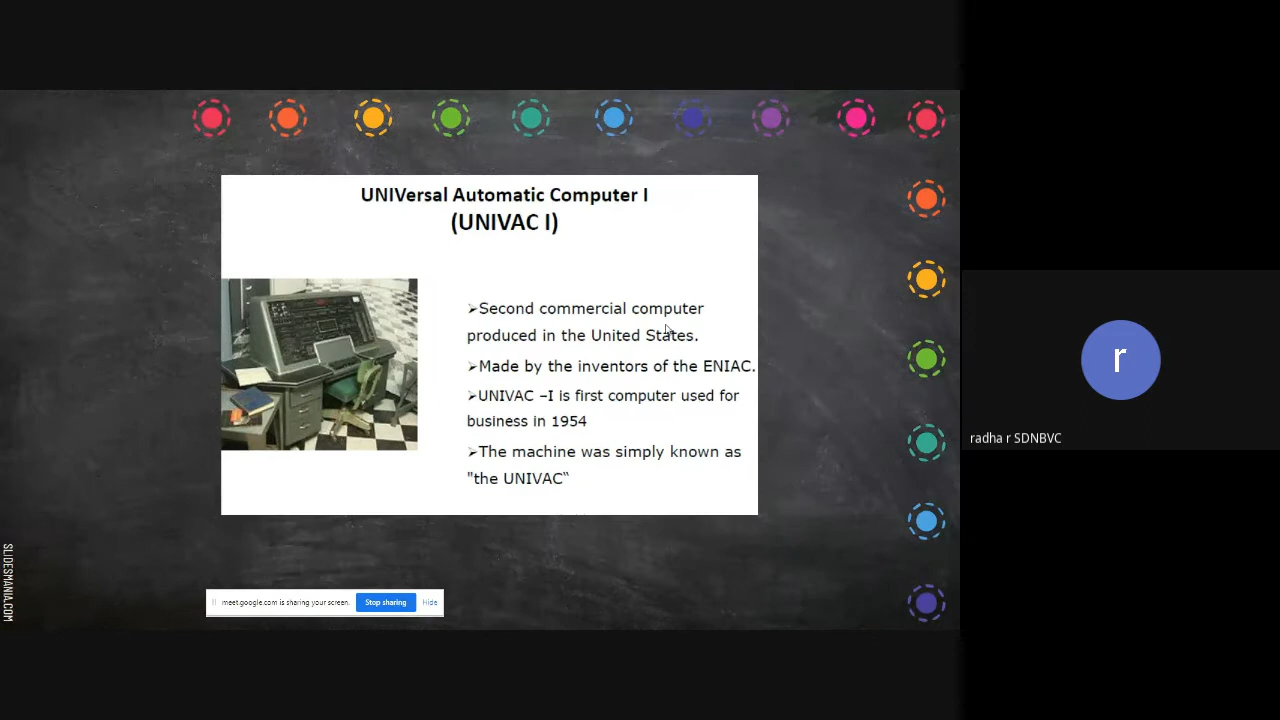 UNIVersal Automatic Computer I
(UNIVAC I)
➢Second commercial computer
produced in the United States.
➢Made by the inventors of the ENIAC.
➢UNIVAC –I is first computer used for
business in 1954
➢The machine was simply known as
"the UNIVAC‟
SLIDESMANIA.COM
meet.google.com is sharing your screen.
Stop sharing
Hide
r
radha r SDNBVC